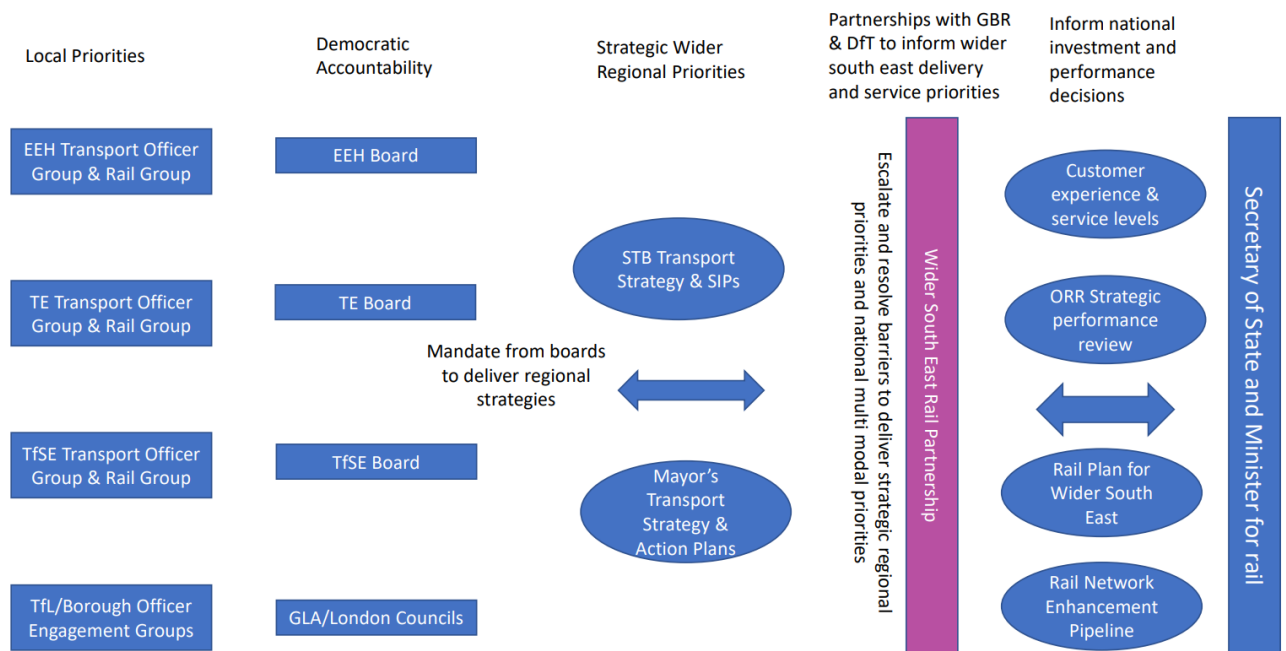 Local Priorities
Democratic
Accountability
Strategic Wider
Regional Priorities
Partnerships with GBR
& DfT to inform wider
south east delivery
and service priorities
Inform national
investment and
performance
decisions
EEH Transport Officer
Group & Rail Group
TE Transport Officer
Group & Rail Group
TfSE Transport Officer
Group & Rail Group
TfL/Borough Officer
Engagement Groups
EEH Board
TE Board
TfSE Board
GLA/London Councils
STB Transport
Strategy & SIPs
Mandate from boards
to deliver regional
strategies
Mayor's
Transport
Strategy &
Action Plans
Escalate and resolve barriers to deliver strategic regional
priorities and national multi modal priorities
Wider South East Rail Partnership
Customer
experience &
service levels
ORR Strategic
performance
review
Rail Plan for
Wider South
East
Rail Network
Enhancement
Pipeline
Secretary of State and Minister for rail